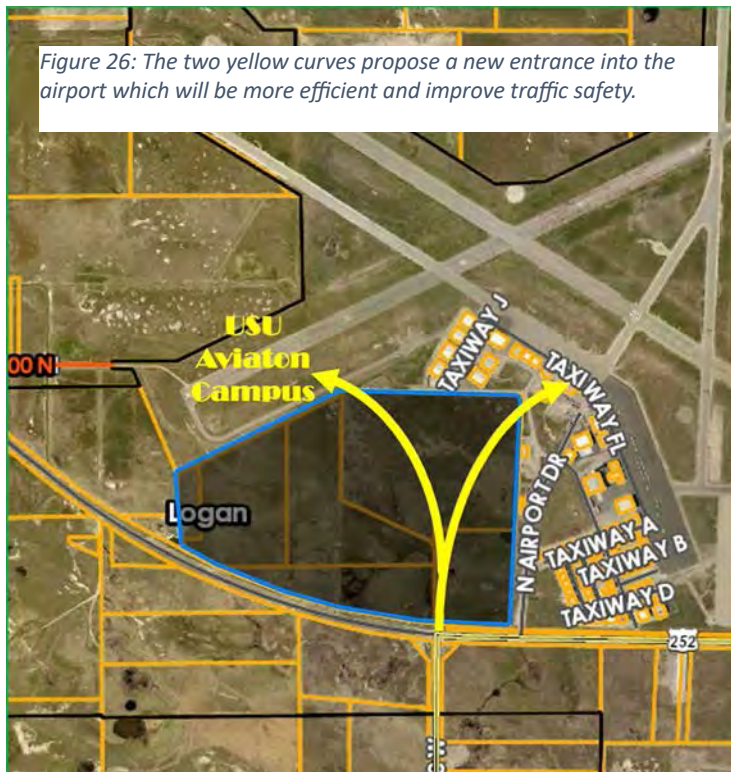 Figure 26: The two yellow curves propose a new entrance into the
airport which will be more efficient and improve traffic safety.
TAXIWAY J
USU
Aviaton
Campus
00 N
TAXIWAY FL
Logan
N AIRPORT DR
TAXIWAY A
TAXIWAY B
TAXIWAY D
252